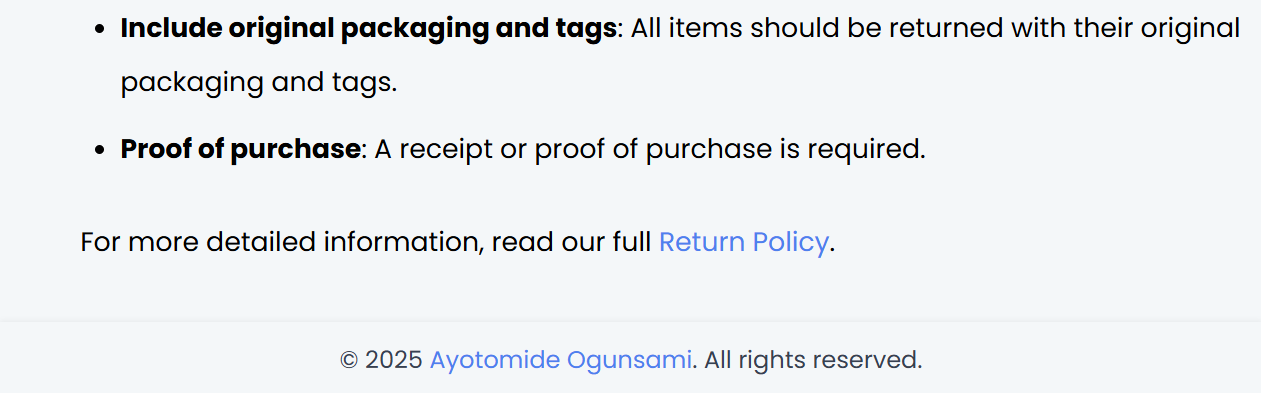 • Include original packaging and tags: All items should be returned with their original
packaging and tags.
• Proof of purchase: A receipt or proof of purchase is required.
For more detailed information, read our full Return Policy.
© 2025 Ayotomide Ogunsami. All rights reserved.